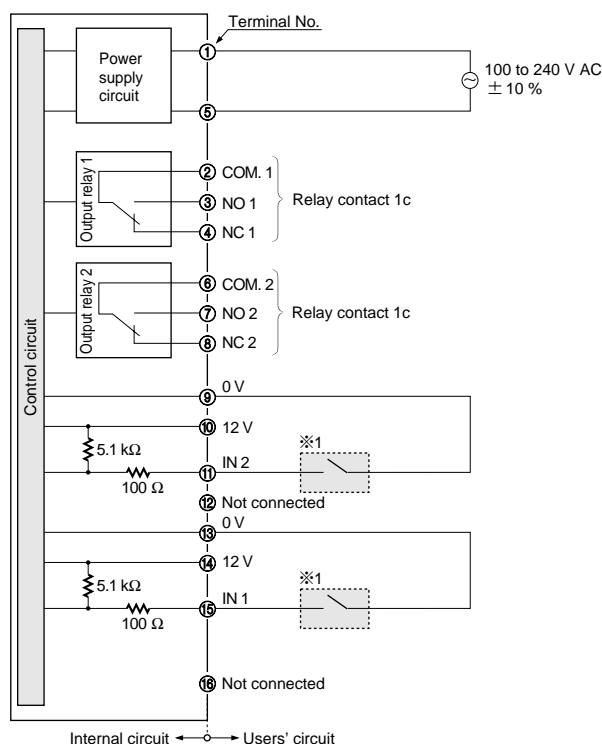 Terminal No.
Power
supply
circuit
1
5
100 to 240 V AC
± 10 %
Output relay 1
2 COM. 1
3 NO 1
4 NC 1
Relay contact 1c
Output relay 2
6 COM. 2
7 NO 2
8 NC 2
Relay contact 1c
Control circuit
9 0 V
10 12 V
5.1 kΩ
11 IN 2
100 Ω
※1
12 Not connected
13 0 V
14 12 V
5.1 kΩ
15 IN 1
100 Ω
※1
16 Not connected
Internal circuit
Users' circuit